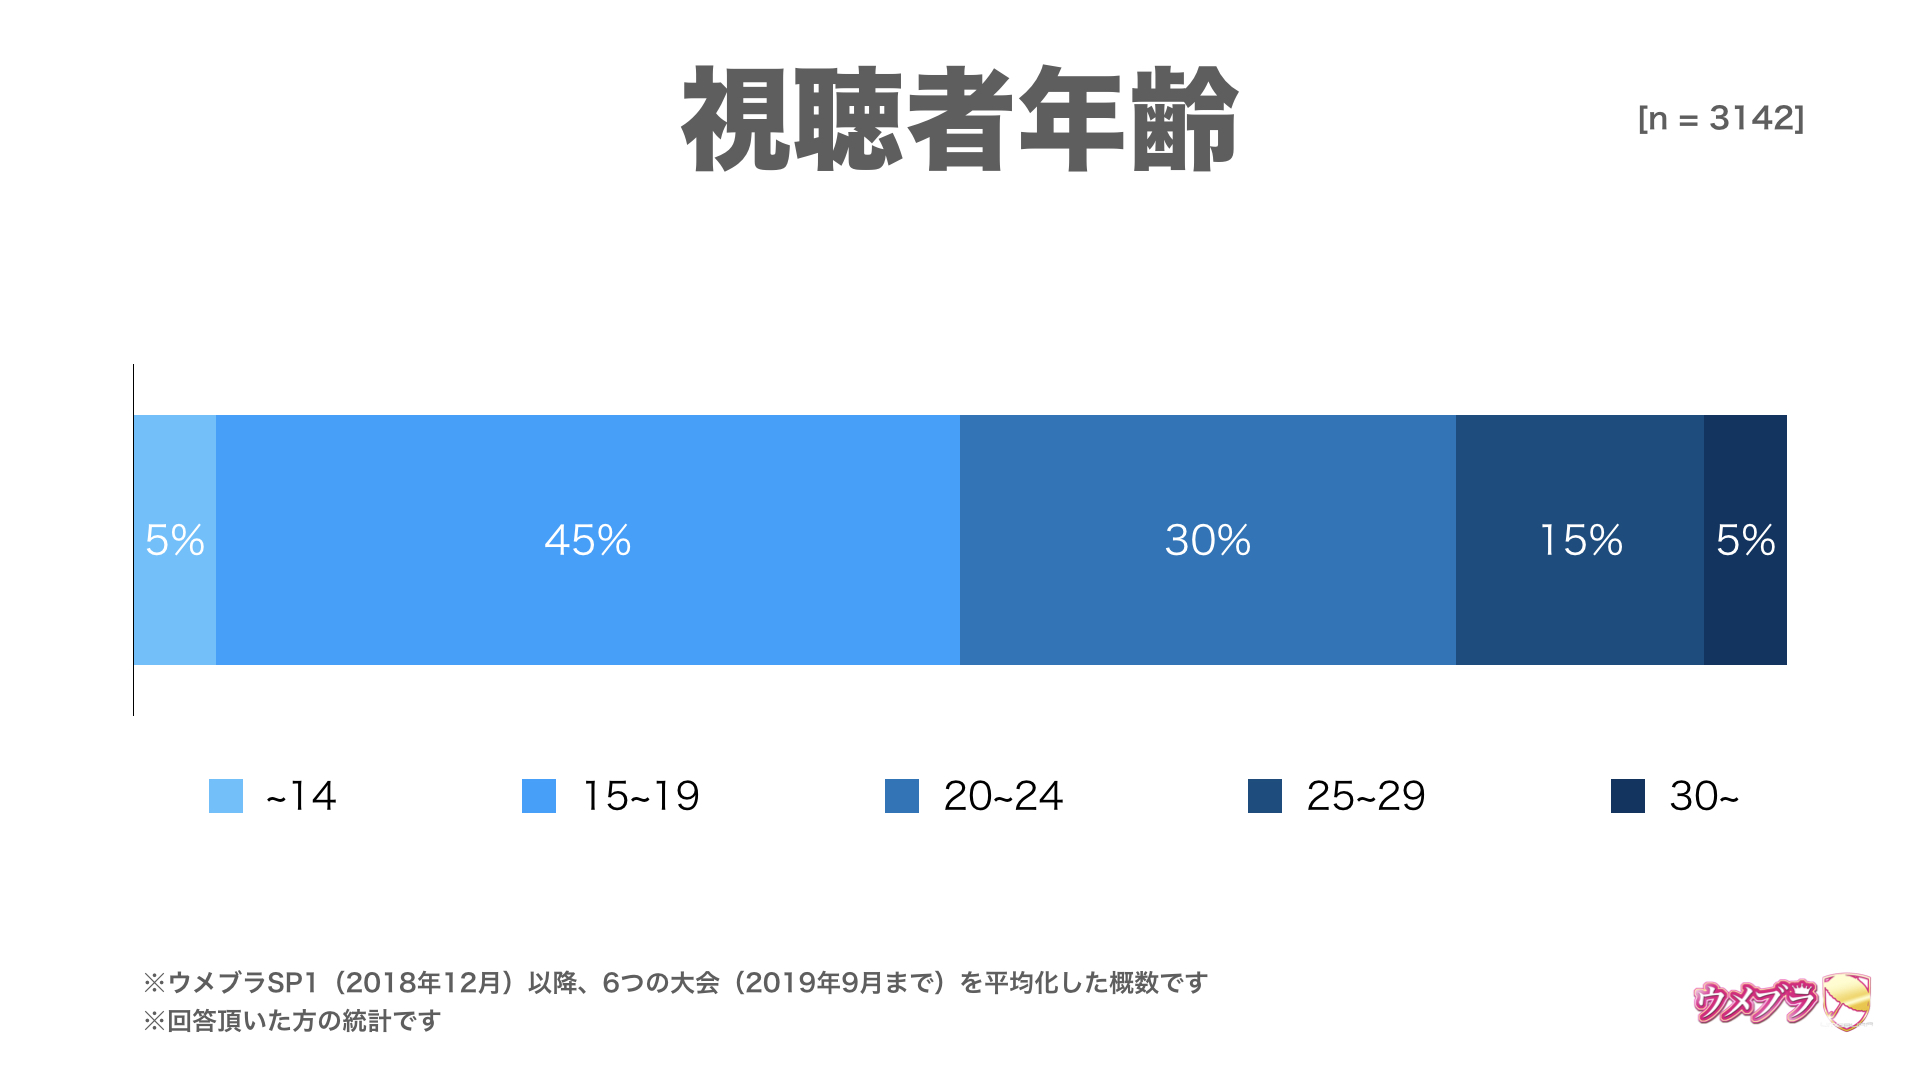 視聴者年齢
[n = 3142]
5%
45%
30%
15%
5%
~14
15~19
20~24
25~29
30~
※ウメブラSP1（2018年12月）以降、6つの大会（2019年9月まで）を平均化した概数です
※回答頂いた方の統計です
ウメブラ